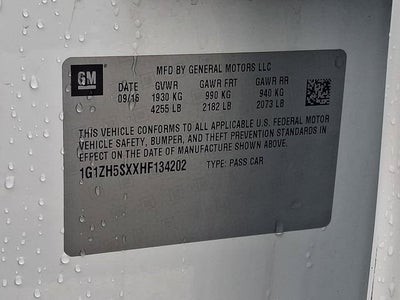 GM
MFD BY GENERAL MOTORS LLC
DATE GVWR GAWR FRT GAWR RR
09/16 1930 KG 990 KG 940 KG
4255 LB 2182 LB 2073 LB
THIS VEHICLE CONFORMS TO ALL APPLICABLE U.S. FEDERAL MOTOR
VEHICLE SAFETY, BUMPER, AND THEFT PREVENTION STANDARDS IN
EFFECT ON THE DATE OF MANUFACTURE SHOWN ABOVE.
1G1ZH5SXXHF134202 TYPE: PASS CAR